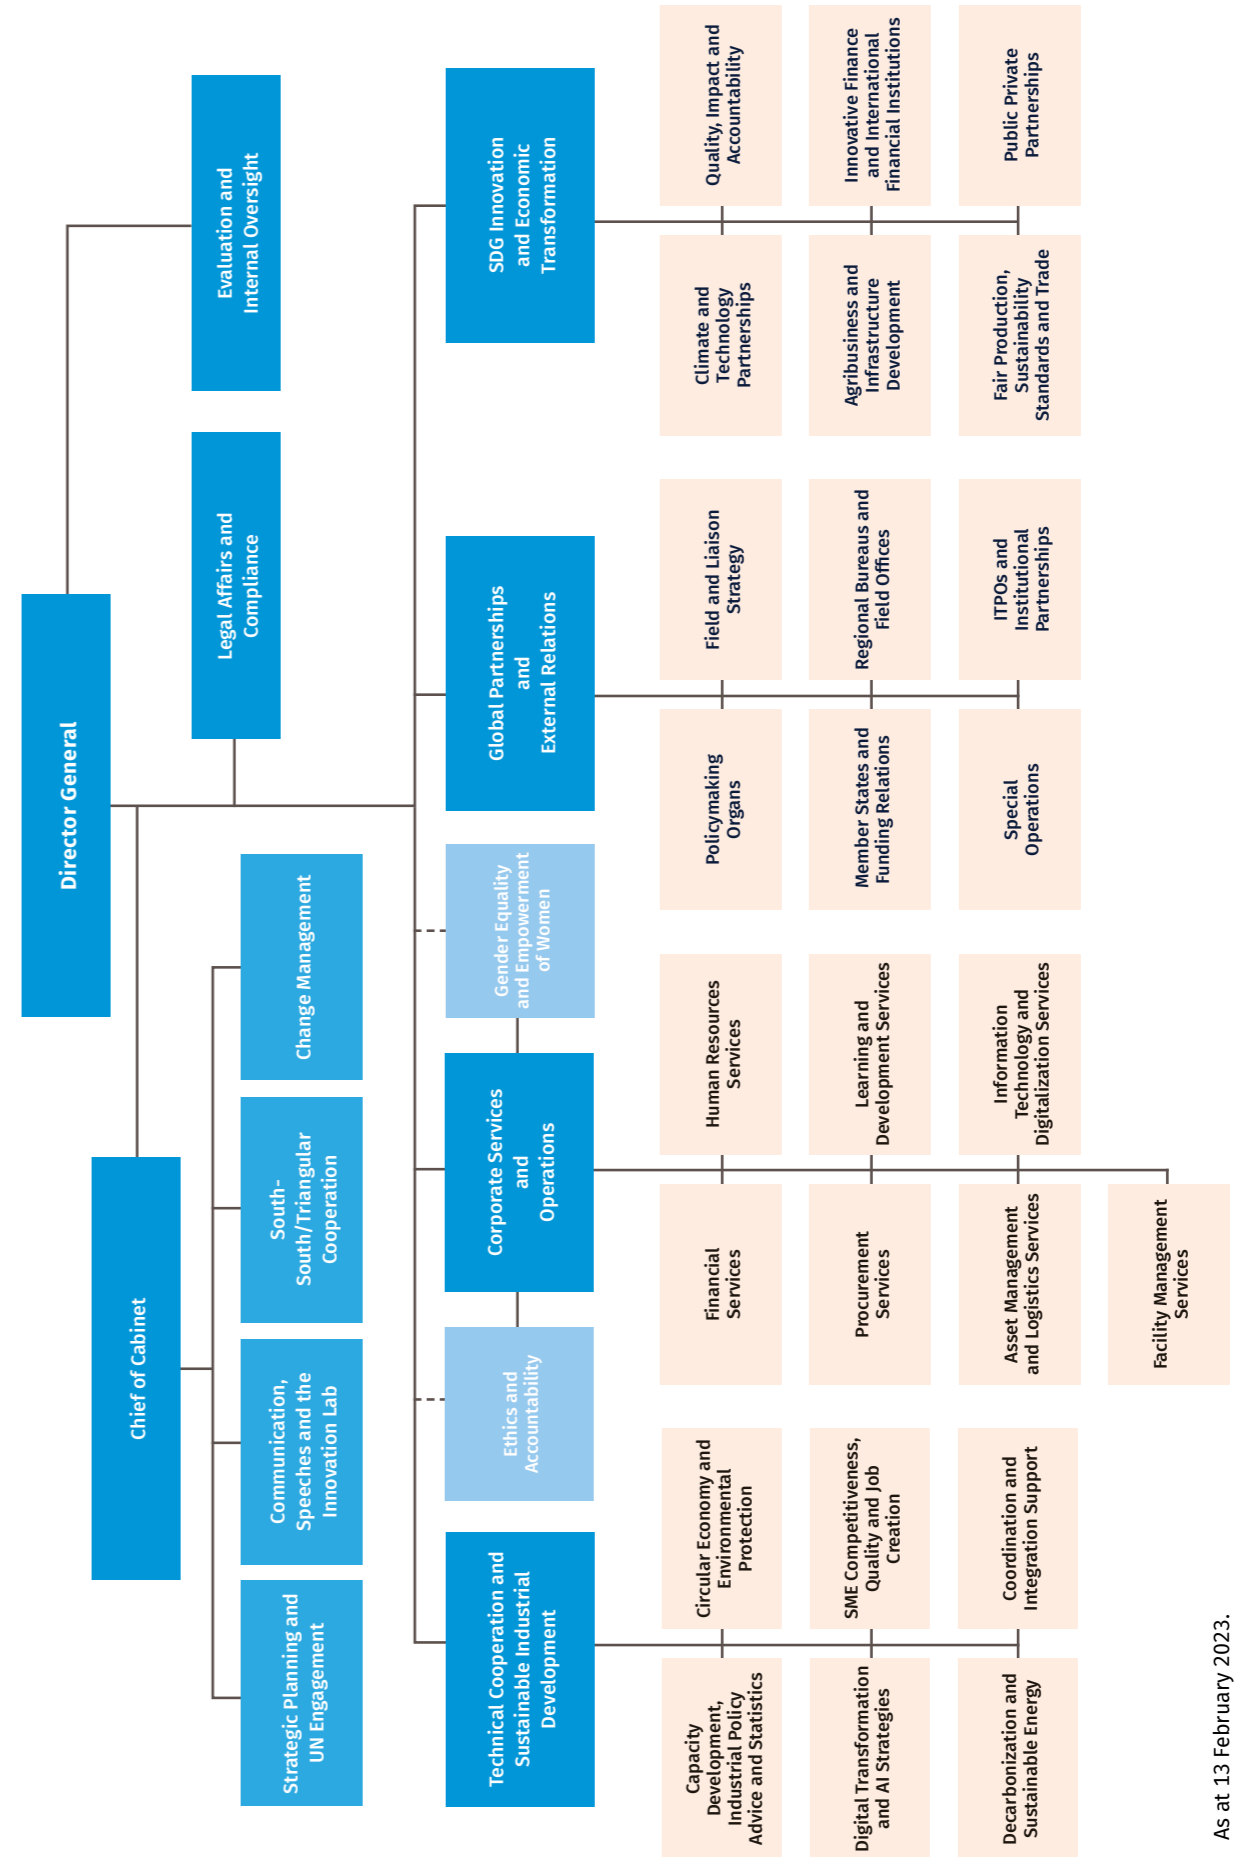 Director General
Chief of Cabinet
Legal Affairs and
Compliance
Evaluation and
Internal Oversight
Strategic Planning and
UN Engagement
Communication,
Speeches and the
Innovation Lab
South-
South/Triangular
Cooperation
Change Management
Technical Cooperation and
Sustainable Industrial
Development
Ethics and
Accountability
Corporate Services
and
Operations
Gender Equality
and Empowerment
of Women
Global Partnerships
and
External Relations
SDG Innovation
and Economic
Transformation
Capacity
Development,
Industrial Policy
Advice and Statistics
Circular Economy and
Environmental
Protection
Digital Transformation
and AI Strategies
SME Competitiveness,
Quality and Job
Creation
Decarbonization and
Sustainable Energy
Coordination and
Integration Support
Financial
Services
Human Resources
Services
Procurement
Services
Learning and
Development Services
Asset Management
and Logistics Services
Information
Technology and
Digitalization Services
Facility Management
Services
Policymaking
Organs
Field and Liaison
Strategy
Member States and
Funding Relations
Regional Bureaus and
Field Offices
Special
Operations
ITPOs and
Institutional
Partnerships
Climate and
Technology
Partnerships
Quality, Impact and
Accountability
Agribusiness and
Infrastructure
Development
Innovative Finance
and International
Financial Institutions
Fair Production,
Sustainability
Standards and Trade
Public Private
Partnerships
As at 13 February 2023.